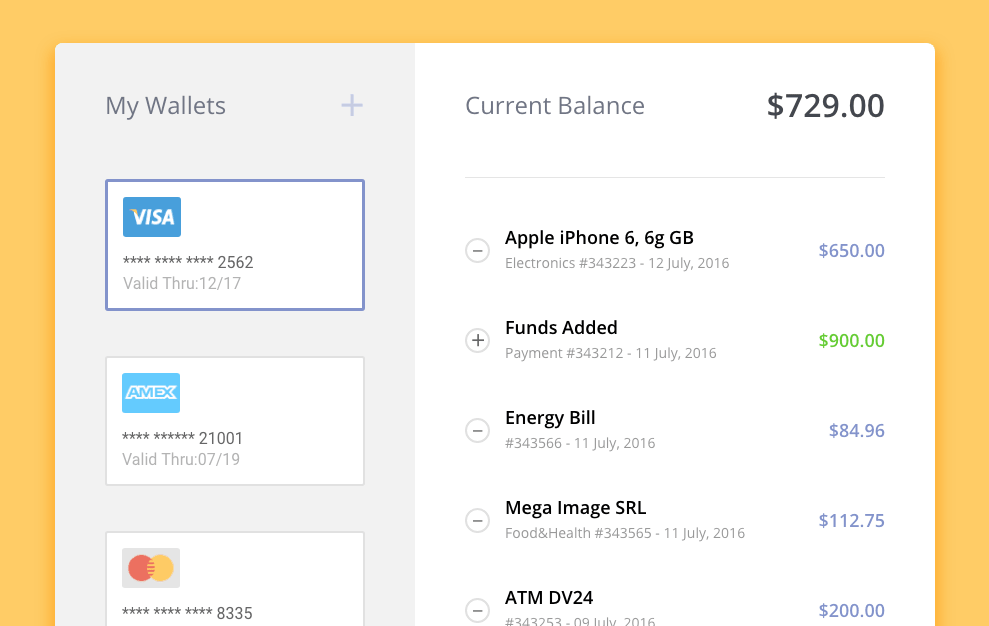 My Wallets
+
VISA
**** **** **** 2562
Valid Thru:12/17
AMEX
**** ****** 21001
Valid Thru:07/19
**** **** **** 8335
Current Balance
$729.00
Apple iPhone 6, 6g GB
$650.00
Electronics #343223 - 12 July, 2016
Funds Added
$900.00
Payment #343212 - 11 July, 2016
Energy Bill
$84.96
#343566 - 11 July, 2016
Mega Image SRL
$112.75
Food&Health #343565 - 11 July, 2016
ATM DV24
$200.00
#343253 - 09 July, 2016